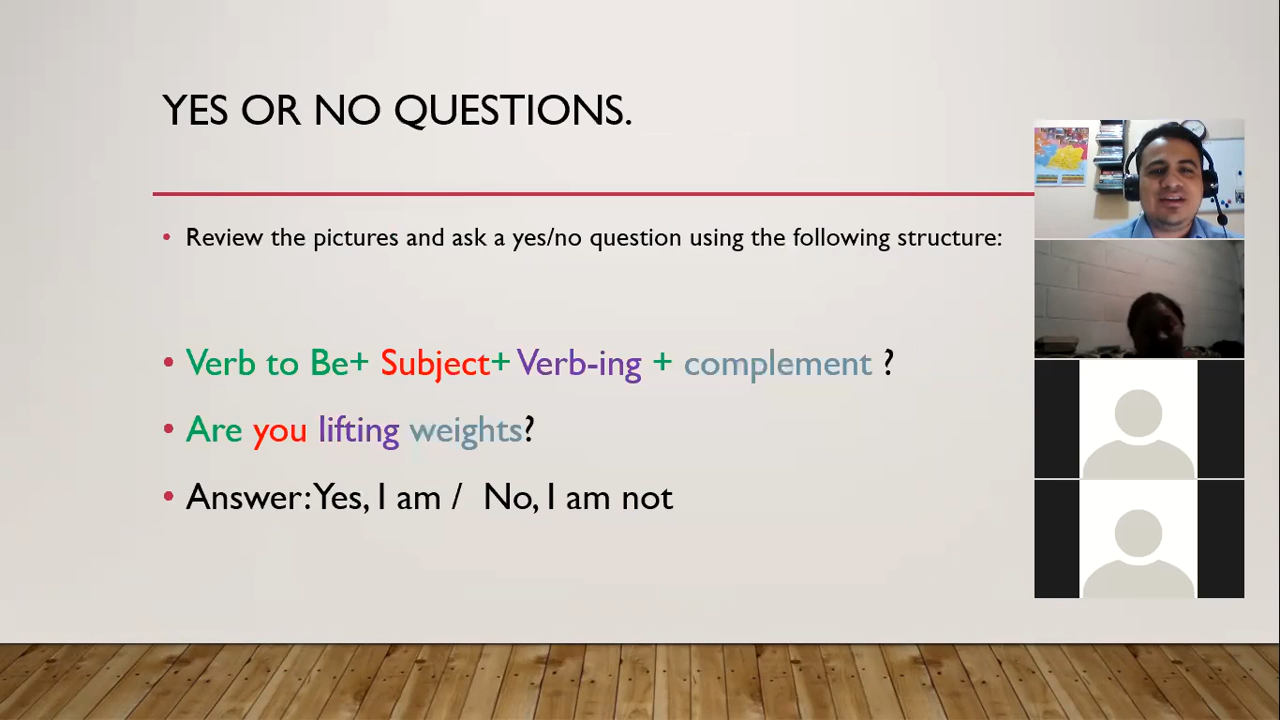 YES OR NO QUESTIONS.
• Review the pictures and ask a yes/no question using the following structure:
• Verb to Be+ Subject+ Verb-ing + complement ?
• Are you lifting weights?
• Answer: Yes, I am / No, I am not